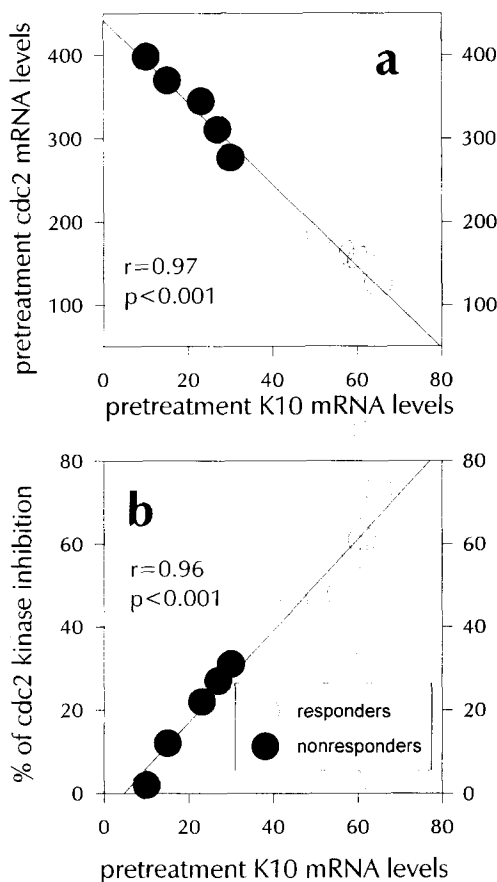 a
pretreatment cdc2 mRNA levels
400 400
300 300
200 200
100 100
r=0.97
p<0.001
0 20 40 60 80
pretreatment K10 mRNA levels
b
% of cdc2 kinase inhibition
80 80
60 60
40 40
20 20
0 0
r=0.96
p<0.001
responders
nonresponders
0 20 40 60 80
pretreatment K10 mRNA levels